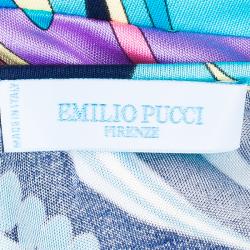 MADE IN ITALY
EMILIO PUCCI
FIRENZE